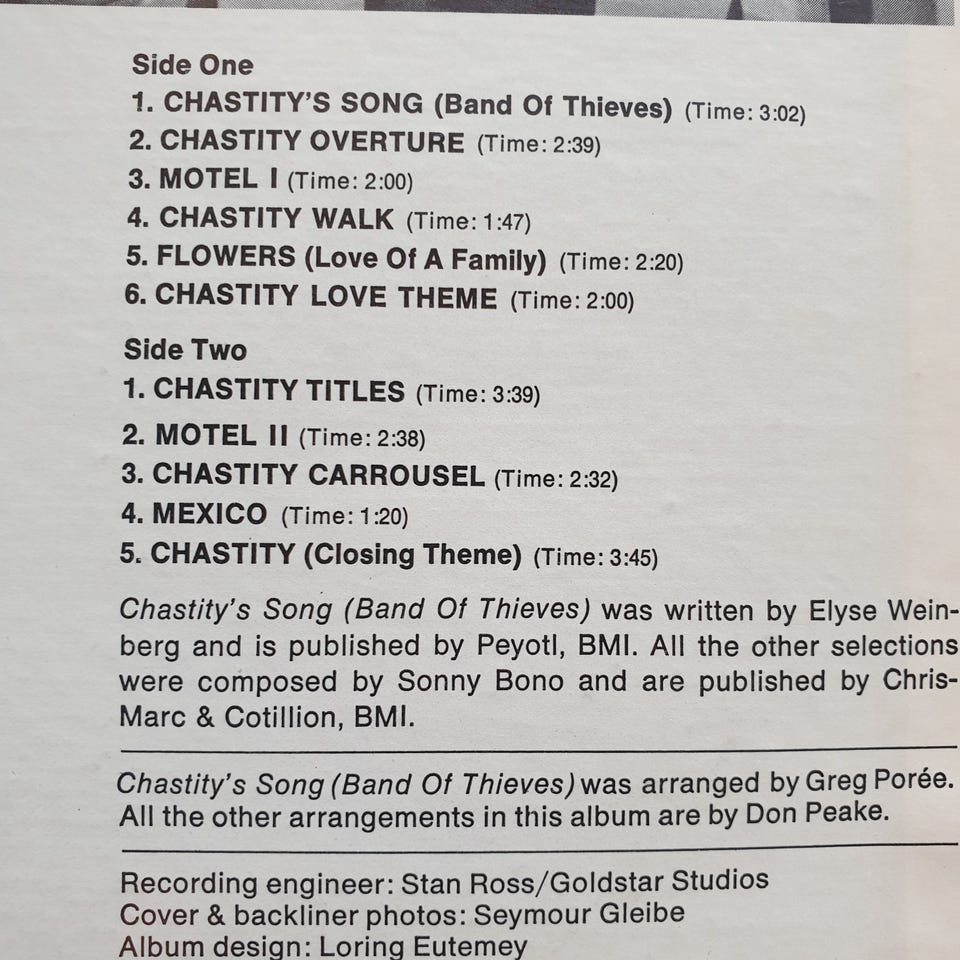 Side One
1. CHASTITY'S SONG (Band Of Thieves) (Time: 3:02)
2. CHASTITY OVERTURE (Time: 2:39)
3. MOTEL I (Time: 2:00)
4. CHASTITY WALK (Time: 1:47)
5. FLOWERS (Love Of A Family) (Time: 2:20)
6. CHASTITY LOVE THEME (Time: 2:00)
Side Two
1. CHASTITY TITLES (Time: 3:39)
2. MOTEL II (Time: 2:38)
3. CHASTITY CARROUSEL (Time: 2:32)
4. MEXICO (Time: 1:20)
5. CHASTITY (Closing Theme) (Time: 3:45)
Chastity's Song (Band Of Thieves) was written by Elyse Wein-
berg and is published by Peyotl, BMI. All the other selections
were composed by Sonny Bono and are published by Chris-
Marc & Cotillion, BMI.
Chastity's Song (Band Of Thieves) was arranged by Greg Porée.
All the other arrangements in this album are by Don Peake.
Recording engineer: Stan Ross/Goldstar Studios
Cover & backliner photos: Seymour Gleibe
Album design: Loring Eutemey